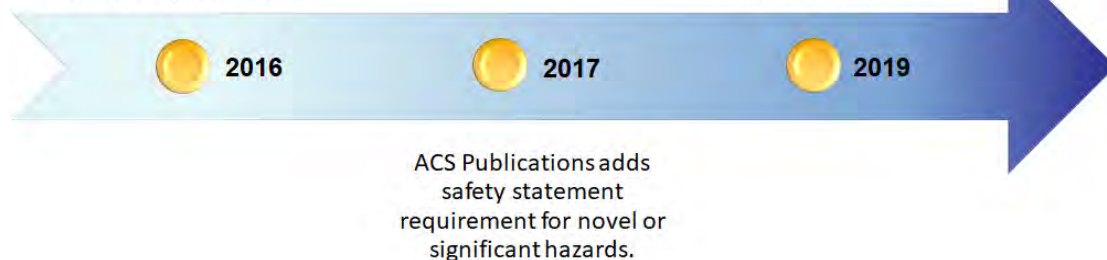 2016
2017
2019
ACS Publications adds
safety statement
requirement for novel or
significant hazards.